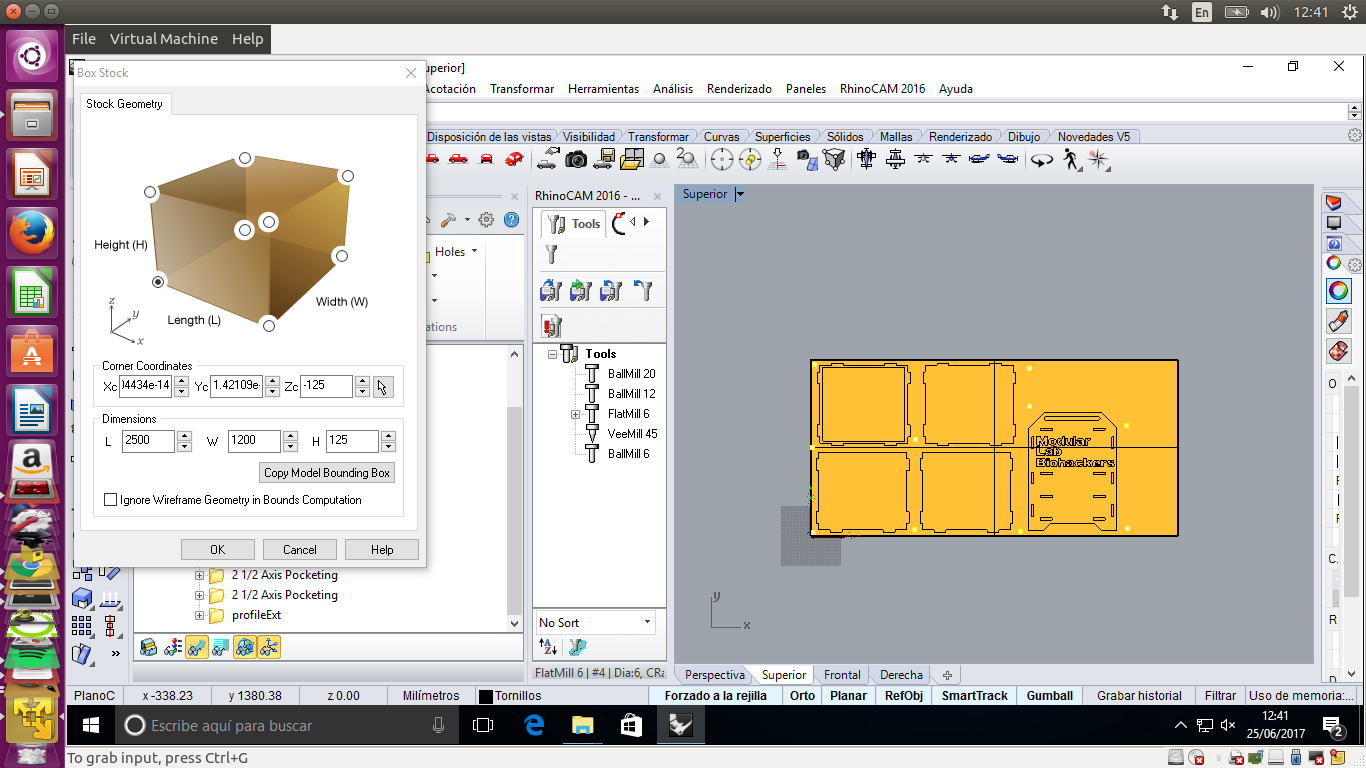 En
12:41
File Virtual Machine Help
Box Stock
uperior]
Acotación Transformar Herramientas Análisis Renderizado Paneles RhinoCAM 2016 Ayuda
Disposición de las vistas Visibilidad Transformar Curvas Superficies Sólidos Mallas Renderizado Dibujo Novedades V5
Stock Geometry
Height (H)
Width (W)
Length (L)
z
y
x
Corner Coordinates
Xc 04434e-14 Yc 1.42109e- Zc -125
Dimensions
L 2500 W 1200 H 125
Copy Model Bounding Box
Ignore Wireframe Geometry in Bounds Computation
OK Cancel Help
Holes
ations
2 1/2 Axis Pocketing
2 1/2 Axis Pocketing
profileExt
RhinoCAM 2016 - ...
Tools
Tools
BallMill 20
BallMill 12
FlatMill 6
VeeMill 45
BallMill 6
No Sort
FlatMill 6 | #4 | Dia:6, CRa
Superior
Modular
Lab
Biohackers
y
x
Perspectiva Superior Frontal Derecha
O
C.
R
D
PlanoC x -338.23 y 1380.38 z 0.00 Milímetros Tornillos Forzado a la rejilla Orto Planar RefObj SmartTrack Gumball Grabar historial Filtrar Uso de memoria:...
Escribe aquí para buscar
12:41
25/06/2017
2
To grab input, press Ctrl+G